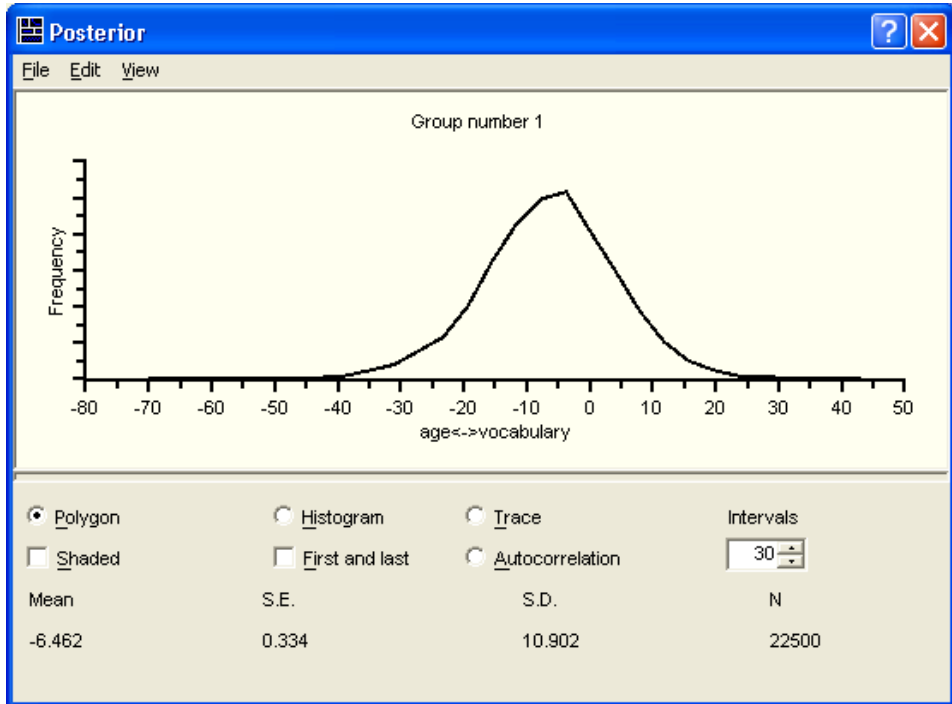 Posterior
File Edit View
Group number 1
Frequency
-80 -70 -60 -50 -40 -30 -20 -10 0 10 20 30 40 50
age<->vocabulary
Polygon Histogram Trace Intervals
Shaded First and last Autocorrelation 30
Mean S.E. S.D. N
-6.462 0.334 10.902 22500